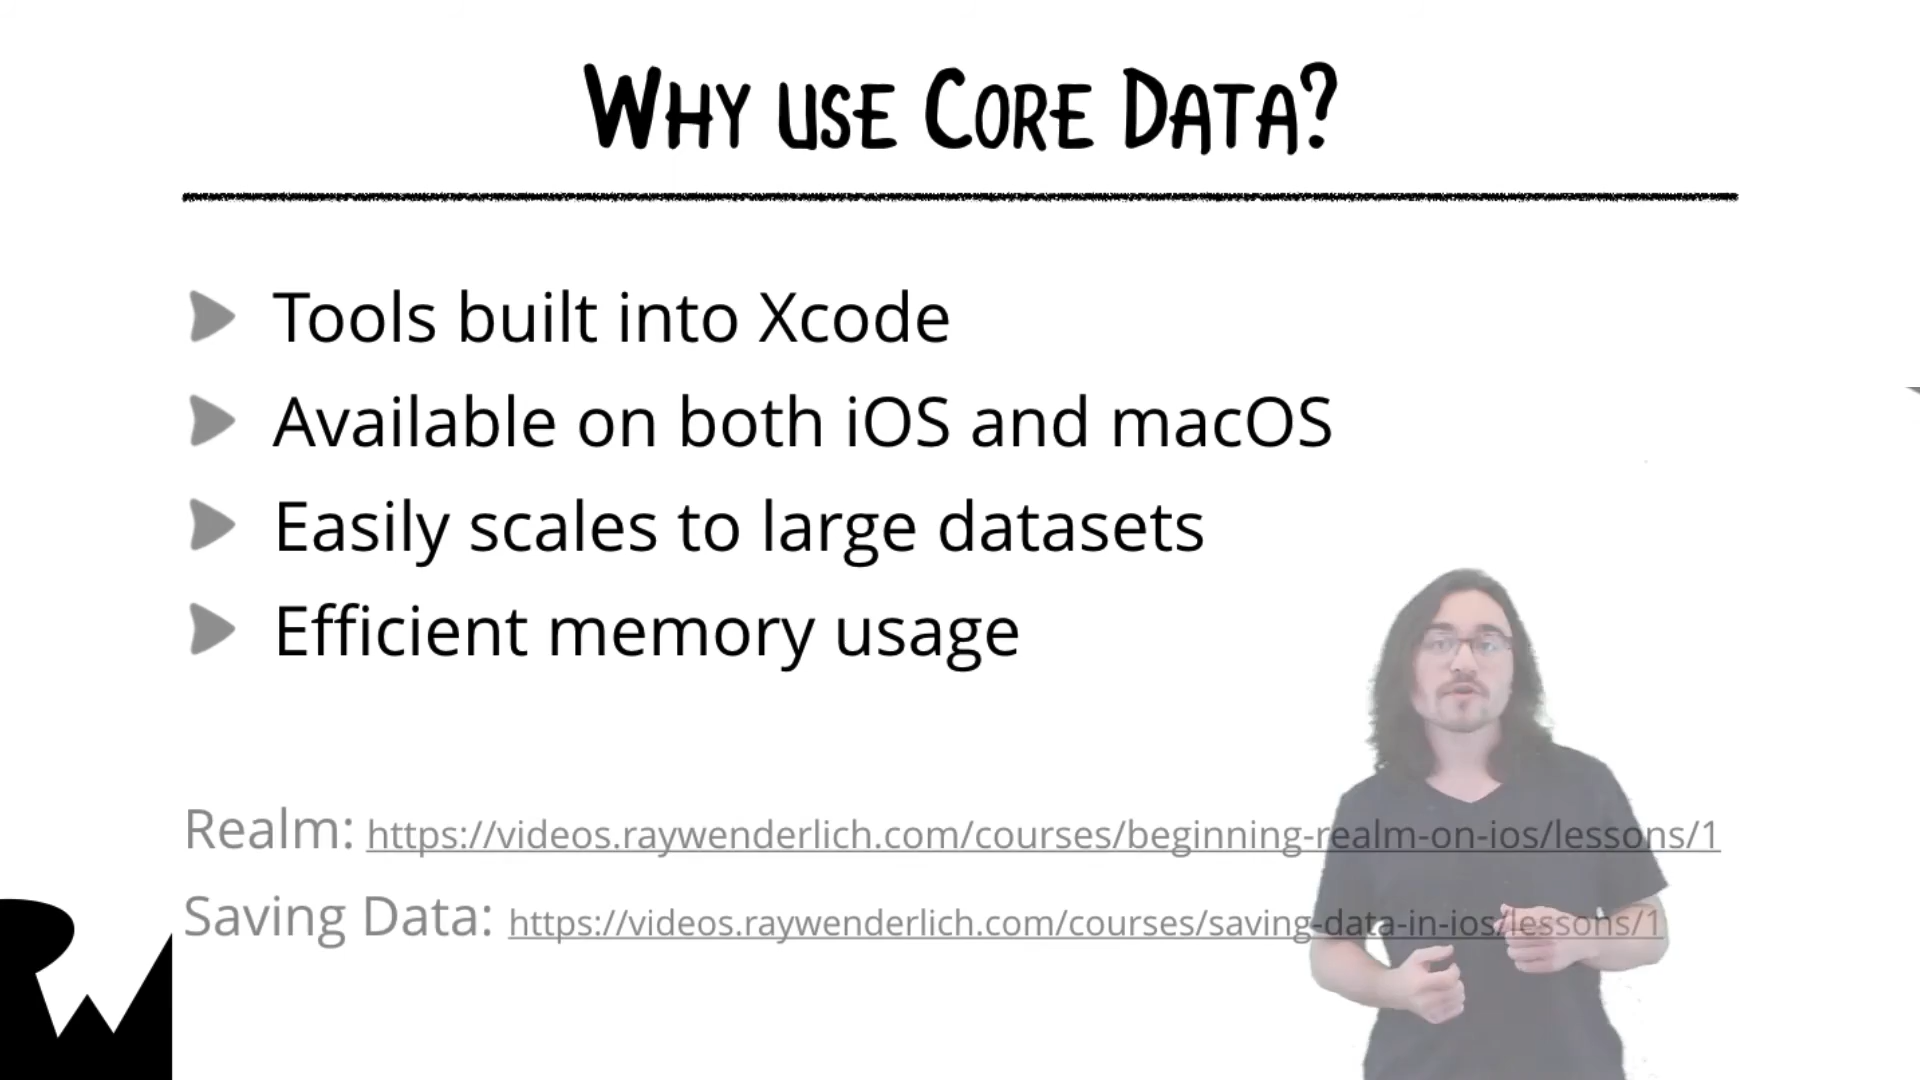 Why use Core Data?
Tools built into Xcode
Available on both iOS and macOS
Easily scales to large datasets
Efficient memory usage
Realm: https://videos.raywenderlich.com/courses/beginning-realm-on-ios/lessons/1
Saving Data: https://videos.raywenderlich.com/courses/saving-data-in-ios/lessons/1
RW